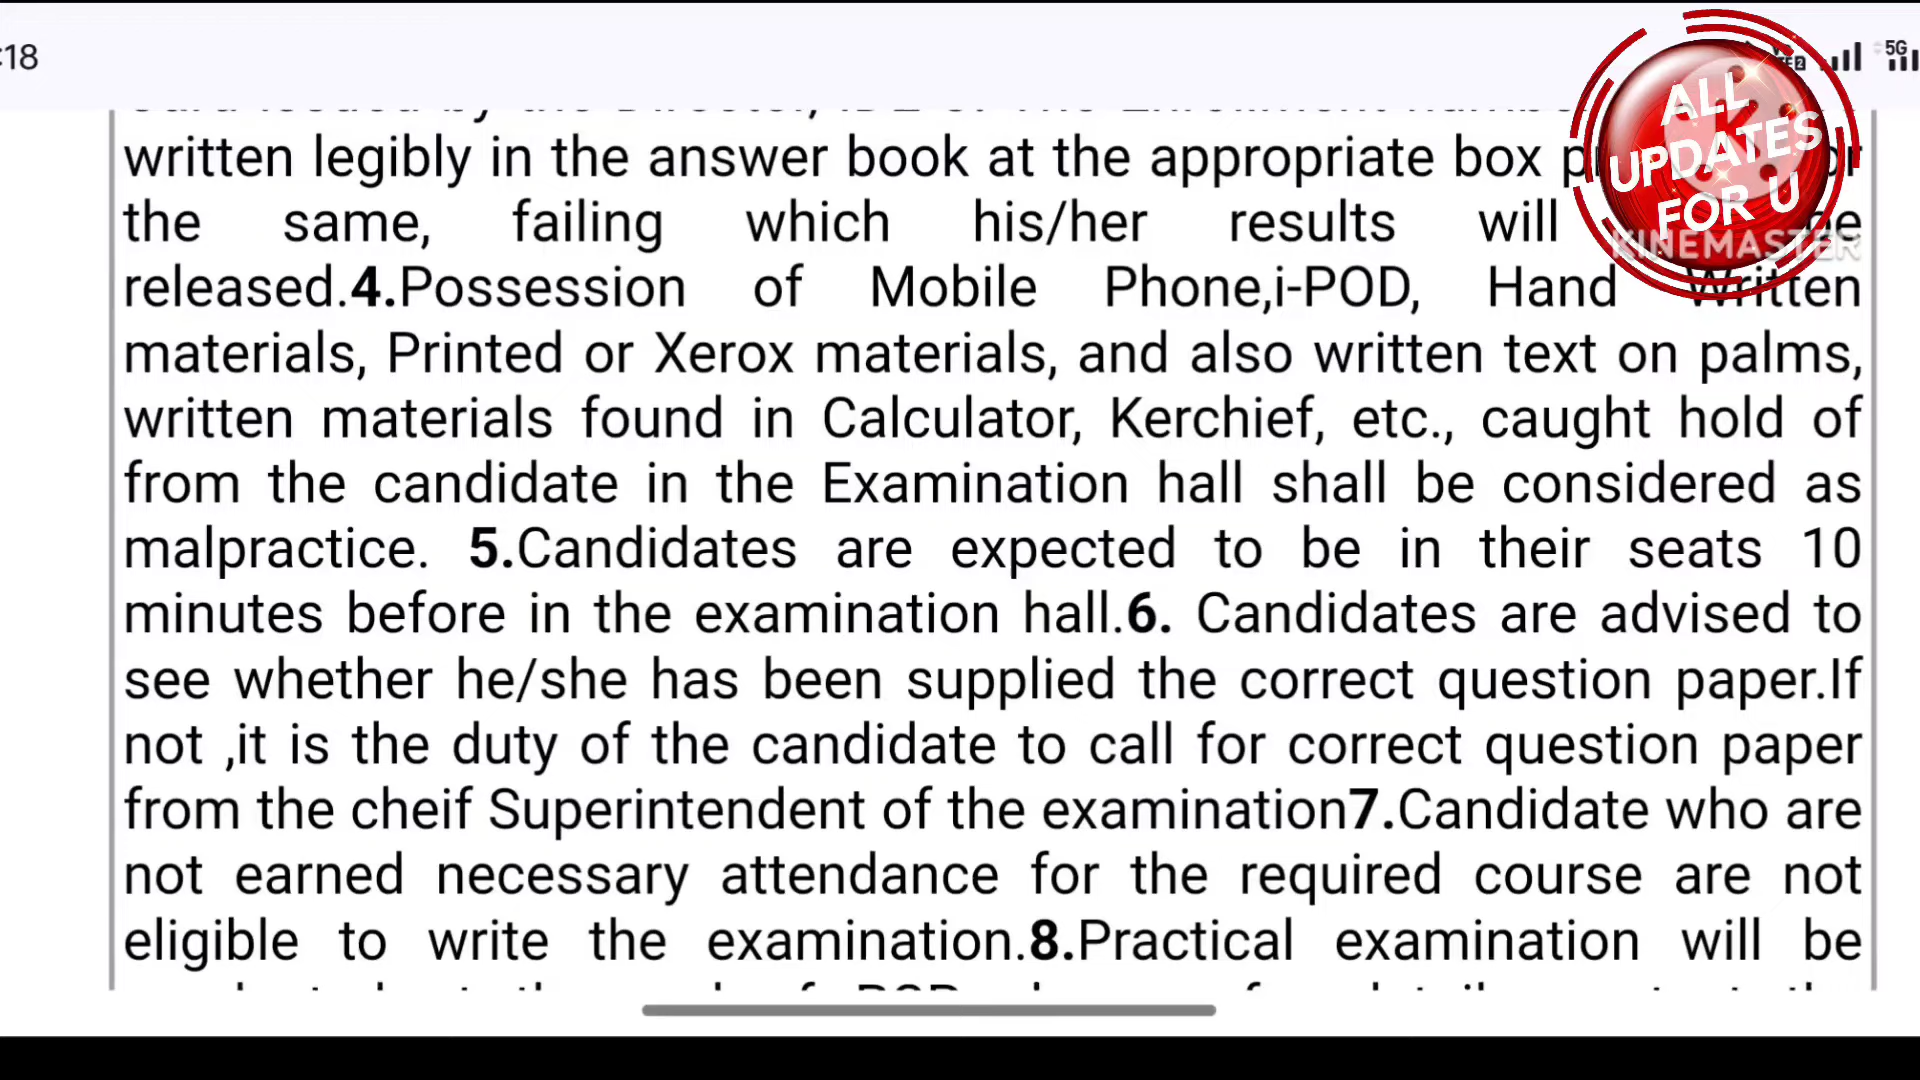 :18
5G
ALL
UPDATES
FOR U
KINEMASTER
written legibly in the answer book at the appropriate box
the same, failing which his/her results will
released.4.Possession of Mobile Phone,i-POD, Hand Written
materials, Printed or Xerox materials, and also written text on palms,
written materials found in Calculator, Kerchief, etc., caught hold of
from the candidate in the Examination hall shall be considered as
malpractice. 5.Candidates are expected to be in their seats 10
minutes before in the examination hall.6. Candidates are advised to
see whether he/she has been supplied the correct question paper.If
not ,it is the duty of the candidate to call for correct question paper
from the cheif Superintendent of the examination7.Candidate who are
not earned necessary attendance for the required course are not
eligible to write the examination.8.Practical examination will be